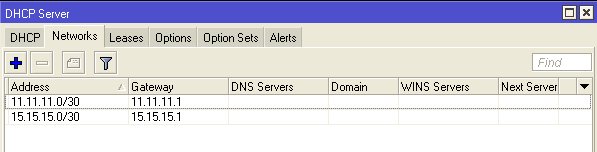 DHCP Server
DHCP Networks Leases Options Option Sets Alerts
Find
Address Gateway DNS Servers Domain WINS Servers Next Server
11.11.11.0/30 11.11.11.1
15.15.15.0/30 15.15.15.1